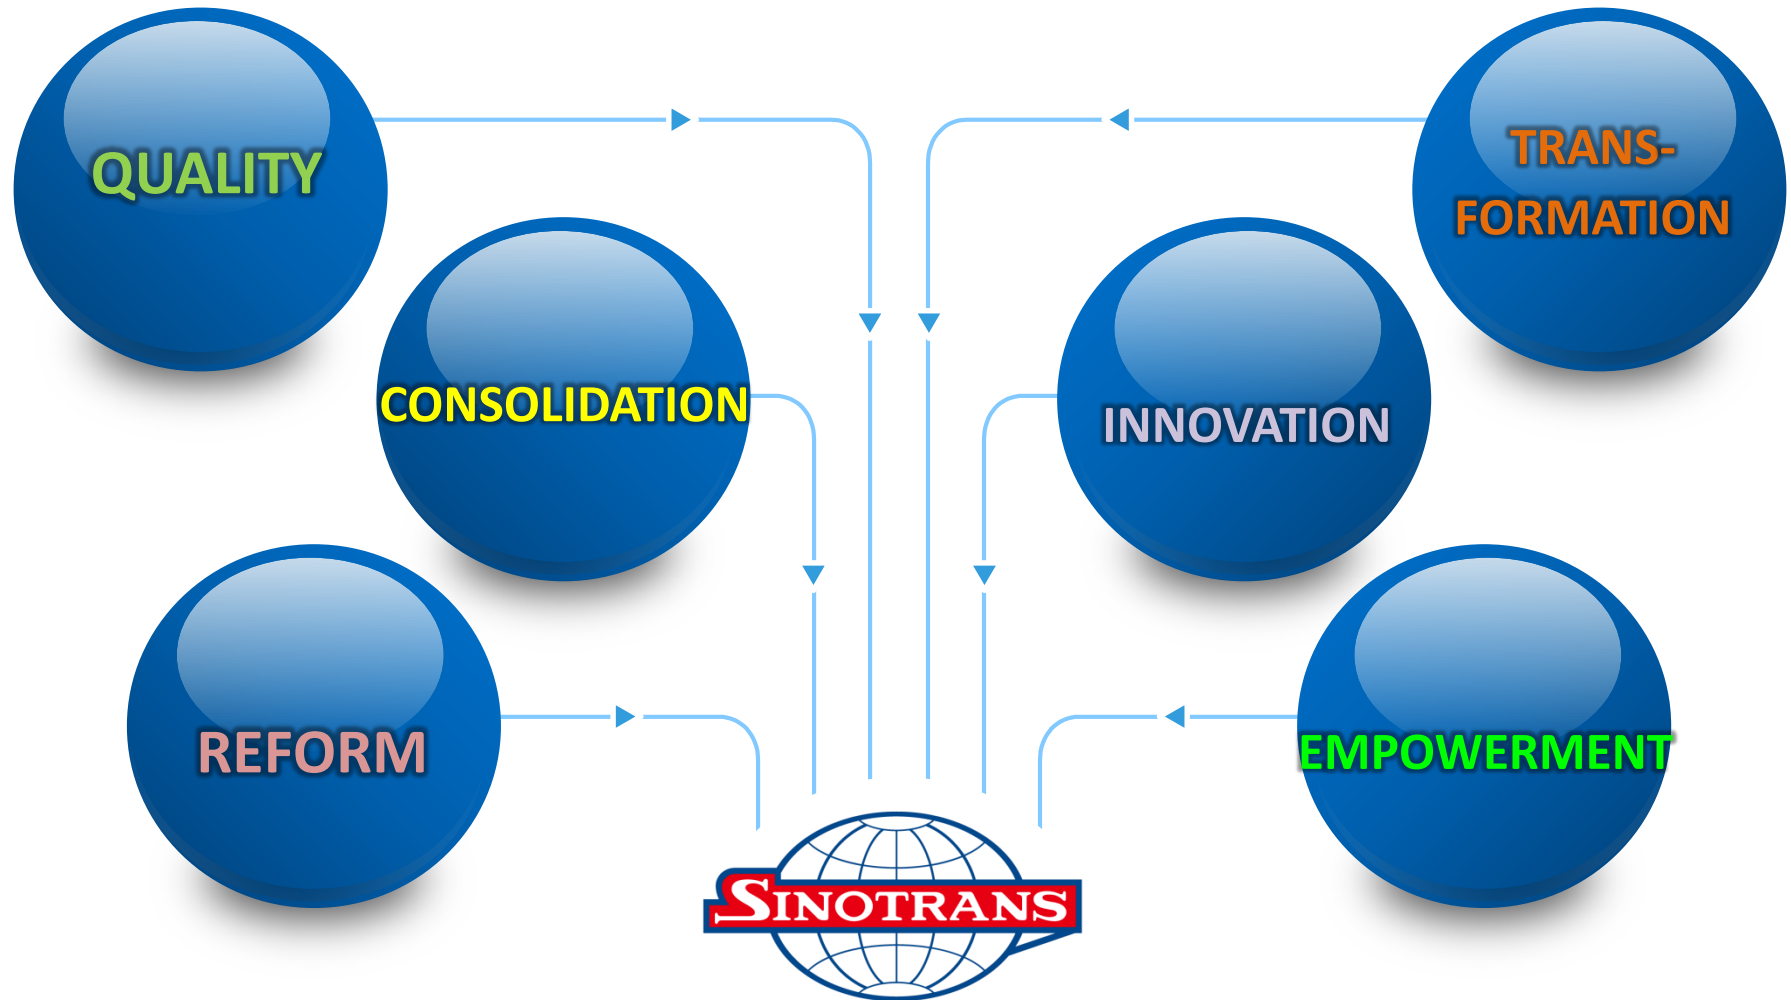 QUALITY
TRANS-
FORMATION
CONSOLIDATION
INNOVATION
REFORM
EMPOWERMENT
SINOTRANS